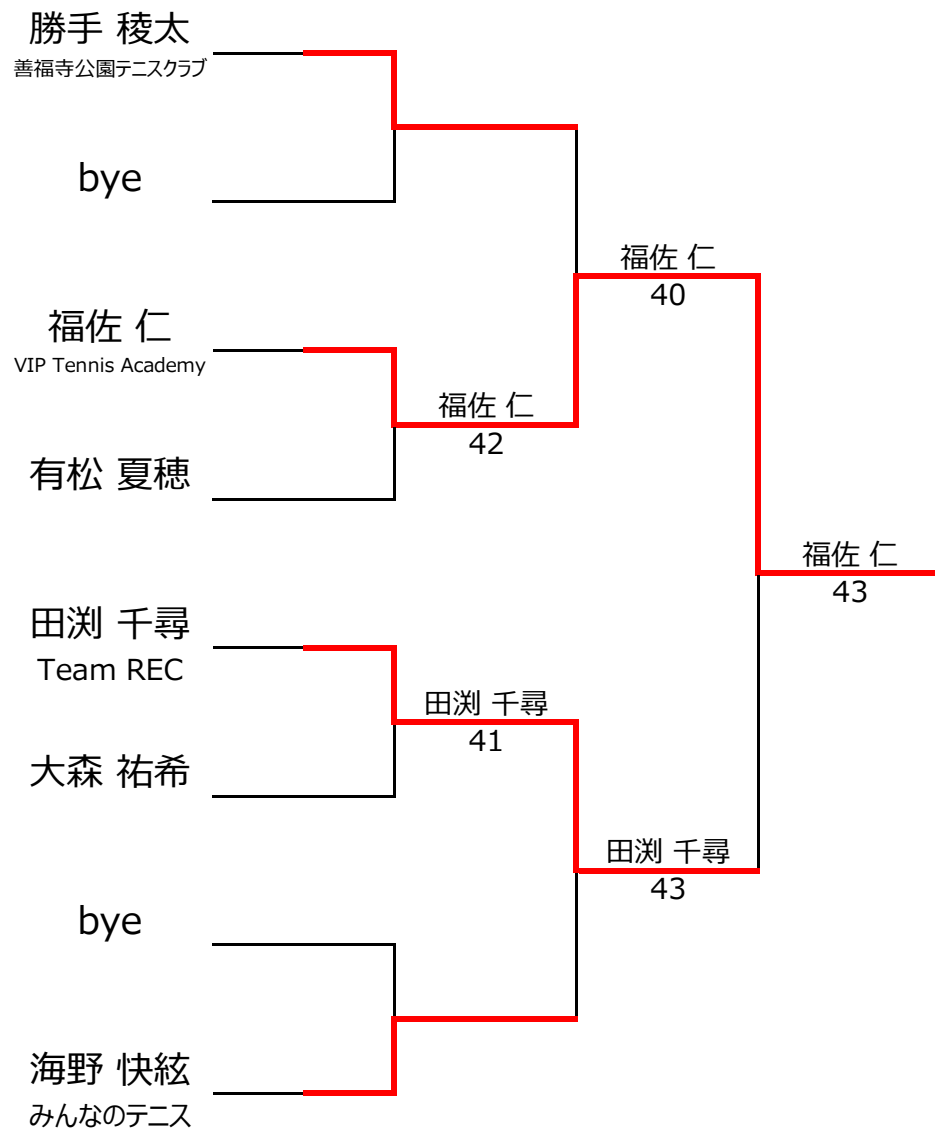 勝手 稜太
善福寺公園テニスクラブ
bye
福佐 仁
40
福佐 仁
VIP Tennis Academy
福佐 仁
42
有松 夏穂
福佐 仁
43
田渕 千尋
Team REC
田渕 千尋
41
大森 祐希
田渕 千尋
43
bye
海野 快絃
みんなのテニス